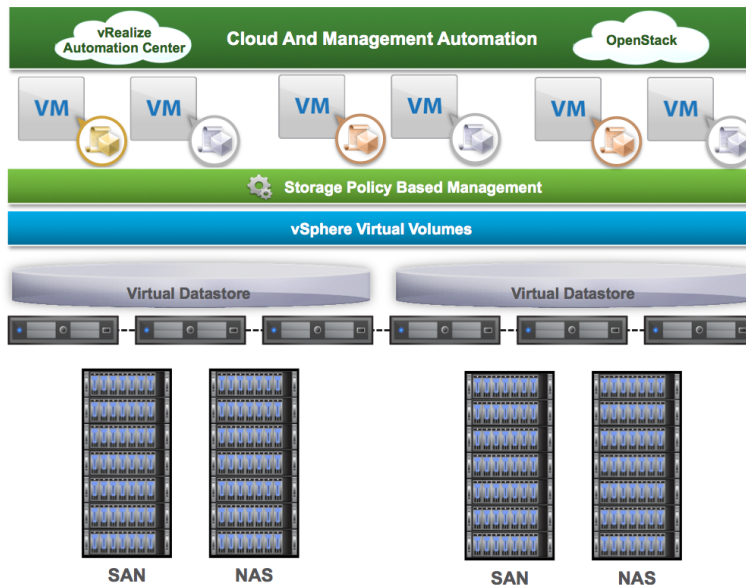 vRealize
Automation Center
Cloud And Management Automation
OpenStack
VM
VM
VM
VM
VM
VM
Storage Policy Based Management
vSphere Virtual Volumes
Virtual Datastore
Virtual Datastore
SAN
NAS
SAN
NAS